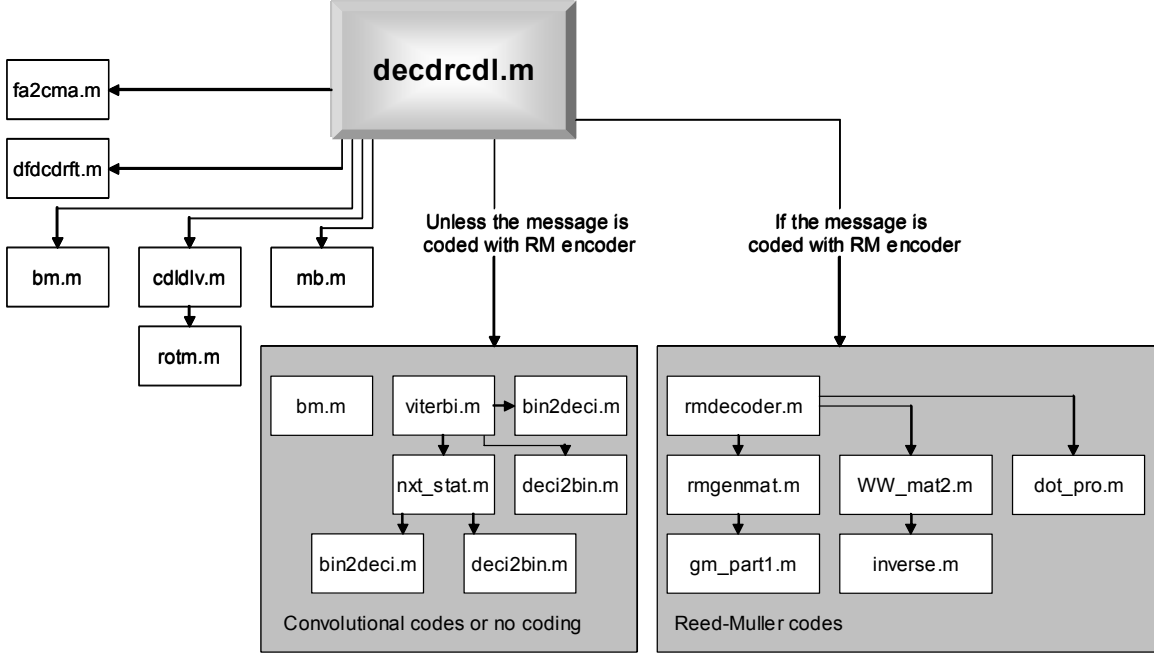 decdrcdl.m
fa2cma.m
dfdcdrft.m
Unless the message is
coded with RM encoder
If the message is
coded with RM encoder
bm.m
cdldlv.m
mb.m
rotm.m
bm.m
viterbi.m
bin2deci.m
nxt_stat.m
deci2bin.m
bin2deci.m
deci2bin.m
Convolutional codes or no coding
rmdecoder.m
rmgenmat.m
WW_mat2.m
dot_pro.m
gm_part1.m
inverse.m
Reed-Muller codes